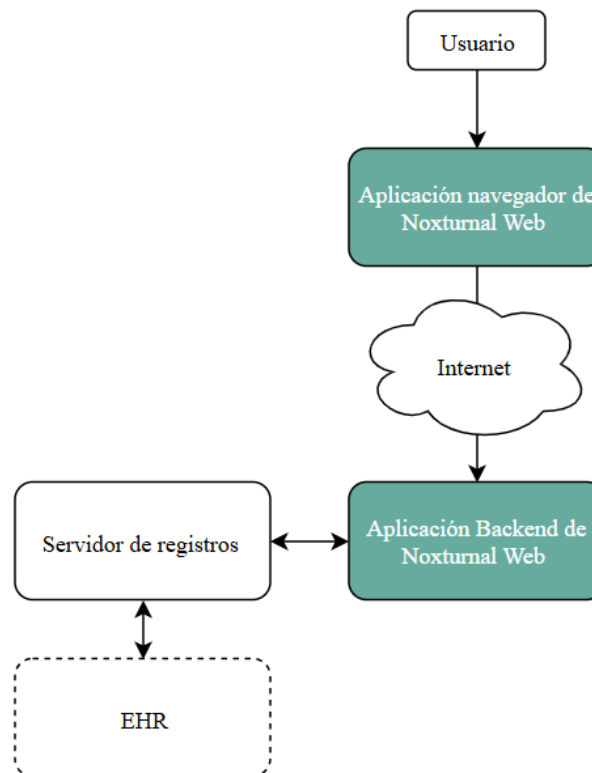 Usuario
Aplicación navegador de
Noxturnal Web
Internet
Servidor de registros
Aplicación Backend de
Noxturnal Web
EHR